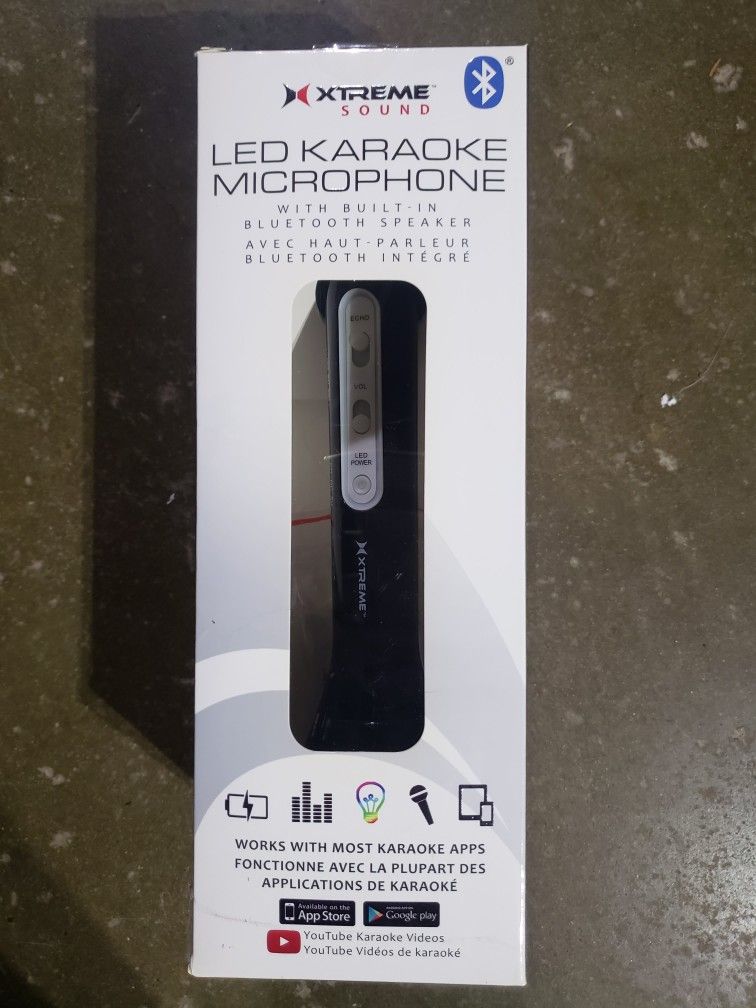 XTREME™
SOUND
®
LED KARAOKE
MICROPHONE
WITH BUILT-IN
BLUETOOTH SPEAKER
AVEC HAUT-PARLEUR
BLUETOOTH INTÉGRÉ
ECHO
VOL
LED
POWER
XTREME™
WORKS WITH MOST KARAOKE APPS
FONCTIONNE AVEC LA PLUPART DES
APPLICATIONS DE KARAOKÉ
Available on the
App Store
Google play
YouTube Karaoke Videos
YouTube Vidéos de karaoké